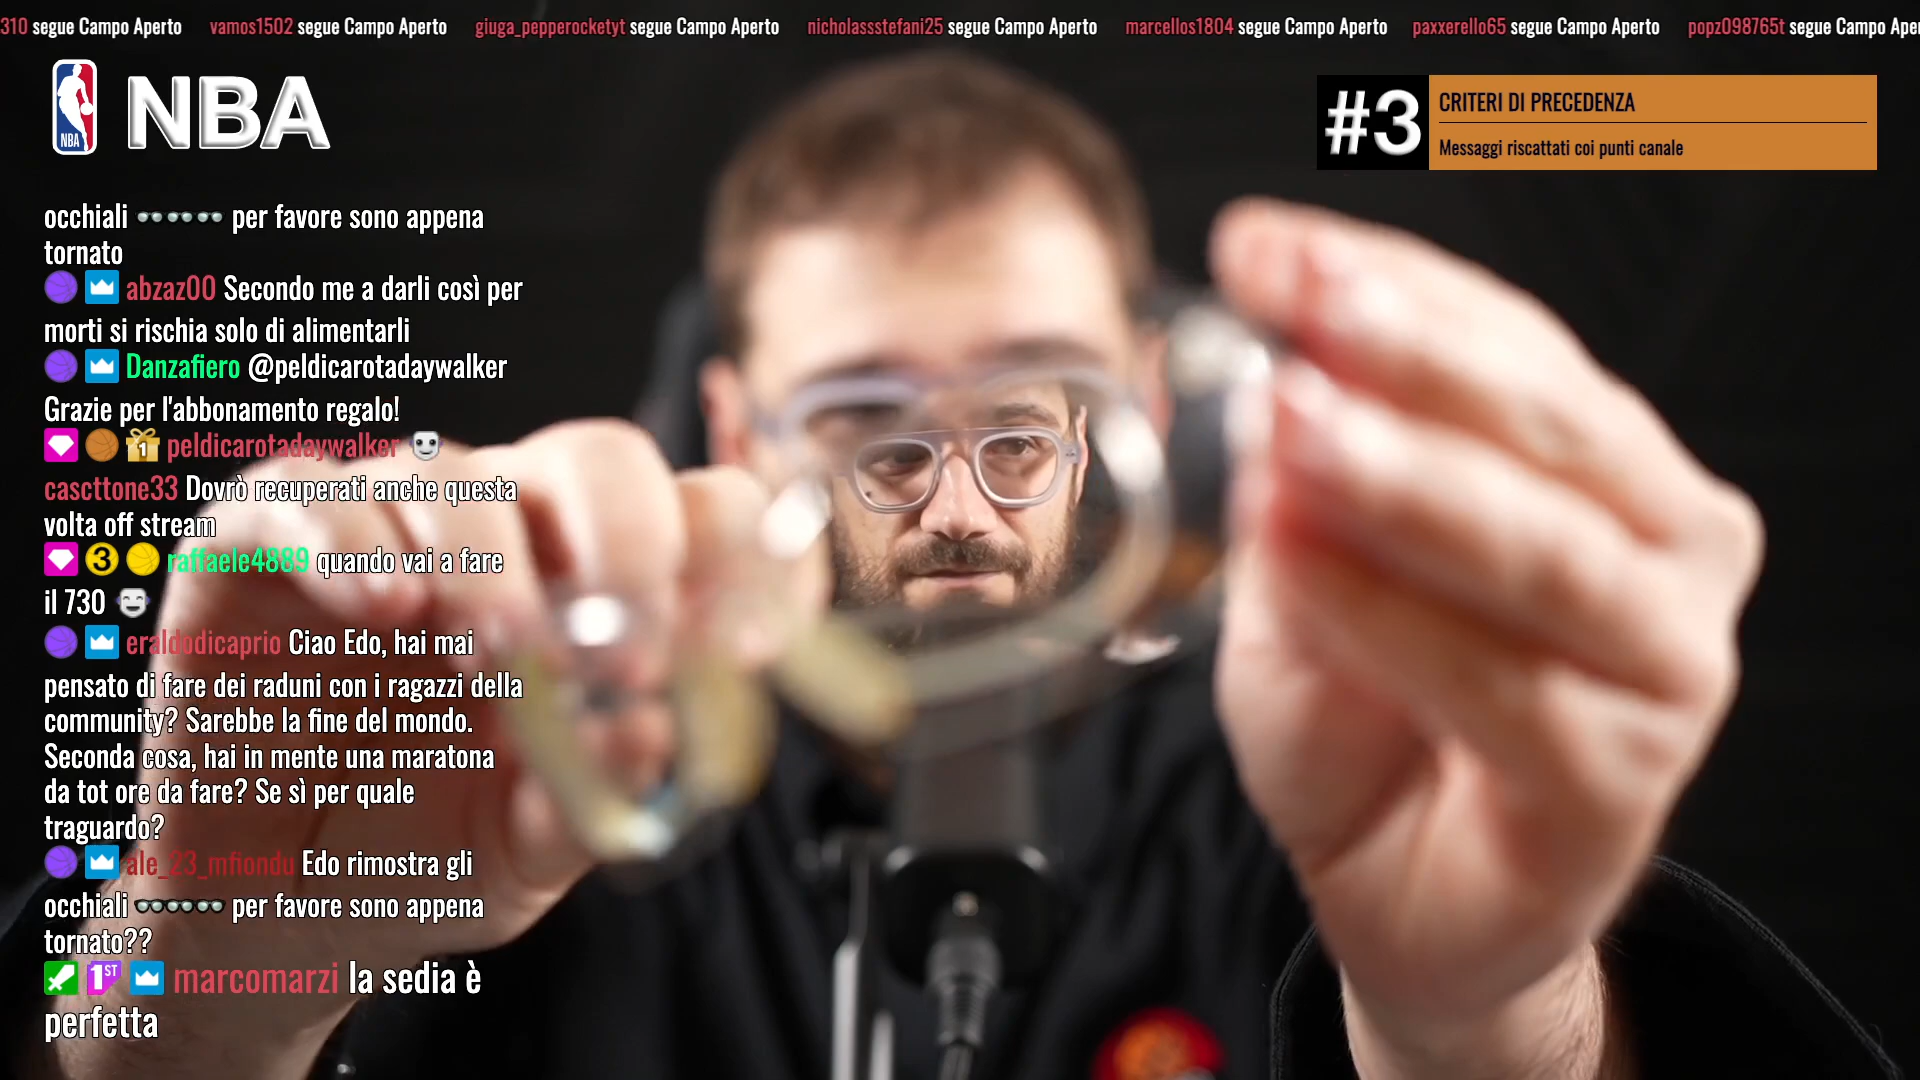 310 segue Campo Aperto vamos1502 segue Campo Aperto giuga_pepperocketyt segue Campo Aperto nicholassstefani25 segue Campo Aperto marcellos1804 segue Campo Aperto paxxerello65 segue Campo Aperto popz098765t segue Campo Aper
NBA NBA
#3 CRITERI DI PRECEDENZA
Messaggi riscattati coi punti canale
occhiali 👓👓👓 per favore sono appena
tornato
abzaz00 Secondo me a darli così per
morti si rischia solo di alimentarli
Danzafiero @peldicarotadaywalker
Grazie per l'abbonamento regalo!
1 peldicarotadaywalker
cascttone33 Dovrò recuperati anche questa
volta off stream
3 raffaele4889 quando vai a fare
il 730
eraldodicaprio Ciao Edo, hai mai
pensato di fare dei raduni con i ragazzi della
community? Sarebbe la fine del mondo.
Seconda cosa, hai in mente una maratona
da tot ore da fare? Se sì per quale
traguardo?
ale_23_mfiondu Edo rimostra gli
occhiali 👓👓👓 per favore sono appena
tornato??
1ST marcomarzi la sedia è
perfetta